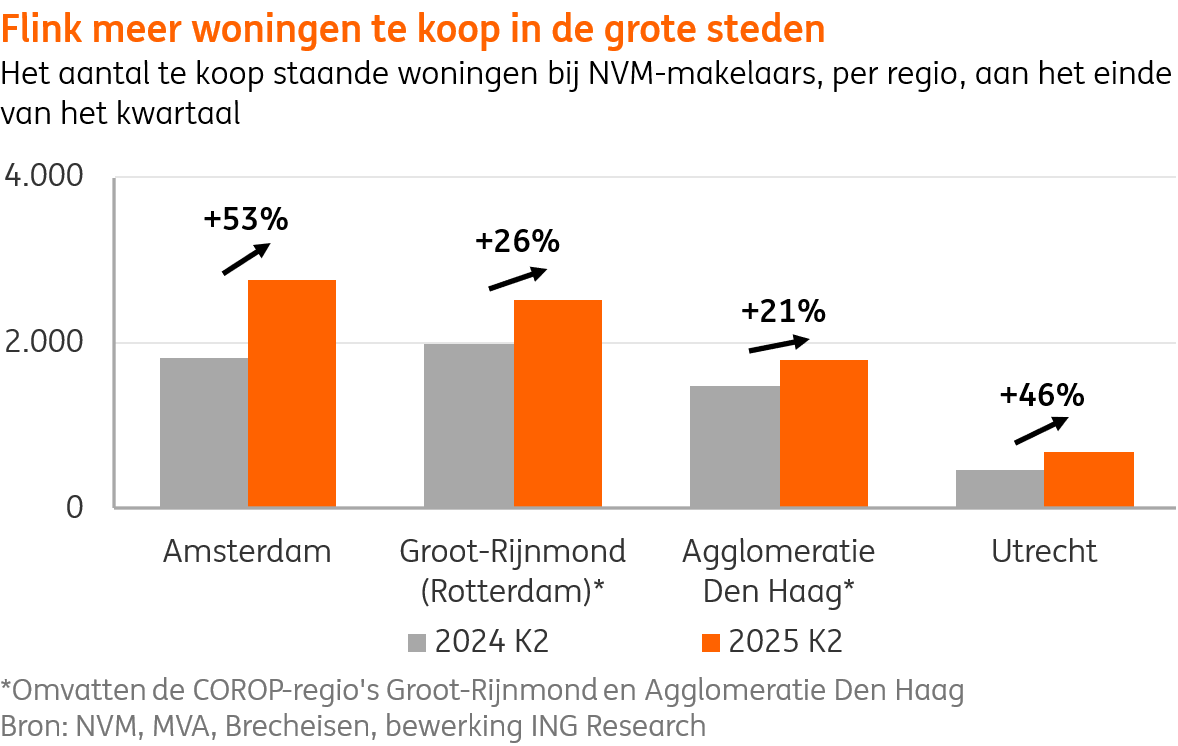 Flink meer woningen te koop in de grote steden
Het aantal te koop staande woningen bij NVM-makelaars, per regio, aan het einde
van het kwartaal
4.000
2.000
0
+53%
+26%
+21%
+46%
Amsterdam
Groot-Rijnmond
(Rotterdam)*
Agglomeratie
Den Haag*
Utrecht
2024 K2
2025 K2
*Omvatten de COROP-regio's Groot-Rijnmond en Agglomeratie Den Haag
Bron: NVM, MVA, Brecheisen, bewerking ING Research